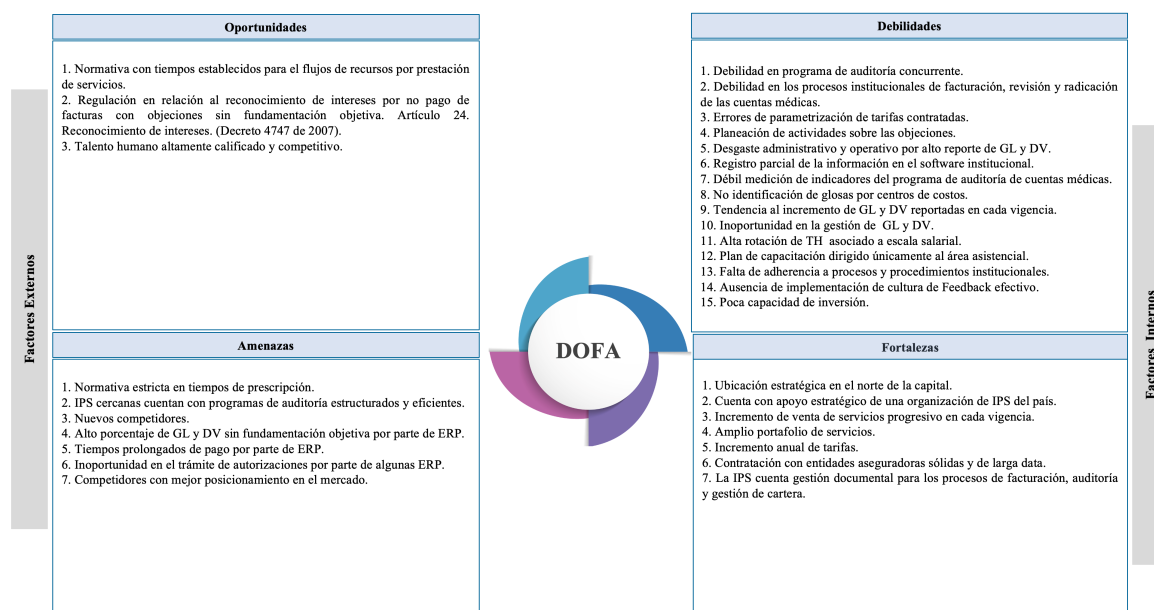 Factores Externos
Oportunidades
1. Normativa con tiempos establecidos para el flujos de recursos por prestación
de servicios.
2. Regulación en relación al reconocimiento de intereses por no pago de
facturas con objeciones sin fundamentación objetiva. Artículo 24.
Reconocimiento de intereses. (Decreto 4747 de 2007).
3. Talento humano altamente calificado y competitivo.
Amenazas
1. Normativa estricta en tiempos de prescripción.
2. IPS cercanas cuentan con programas de auditoría estructurados y eficientes.
3. Nuevos competidores.
4. Alto porcentaje de GL y DV sin fundamentación objetiva por parte de ERP.
5. Tiempos prolongados de pago por parte de ERP.
6. Inoportunidad en el trámite de autorizaciones por parte de algunas ERP.
7. Competidores con mejor posicionamiento en el mercado.
DOFA
Debilidades
1. Debilidad en programa de auditoría concurrente.
2. Debilidad en los procesos institucionales de facturación, revisión y radicación
de las cuentas médicas.
3. Errores de parametrización de tarifas contratadas.
4. Planeación de actividades sobre las objeciones.
5. Desgaste administrativo y operativo por alto reporte de GL y DV.
6. Registro parcial de la información en el software institucional.
7. Débil medición de indicadores del programa de auditoría de cuentas médicas.
8. No identificación de glosas por centros de costos.
9. Tendencia al incremento de GL y DV reportadas en cada vigencia.
10. Inoportunidad en la gestión de GL y DV.
11. Alta rotación de TH asociado a escala salarial.
12. Plan de capacitación dirigido únicamente al área asistencial.
13. Falta de adherencia a procesos y procedimientos institucionales.
14. Ausencia de implementación de cultura de Feedback efectivo.
15. Poca capacidad de inversión.
Fortalezas
1. Ubicación estratégica en el norte de la capital.
2. Cuenta con apoyo estratégico de una organización de IPS del país.
3. Incremento de venta de servicios progresivo en cada vigencia.
4. Amplio portafolio de servicios.
5. Incremento anual de tarifas.
6. Contratación con entidades aseguradoras sólidas y de larga data.
7. La IPS cuenta gestión documental para los procesos de facturación, auditoría
y gestión de cartera.
Factores Internos